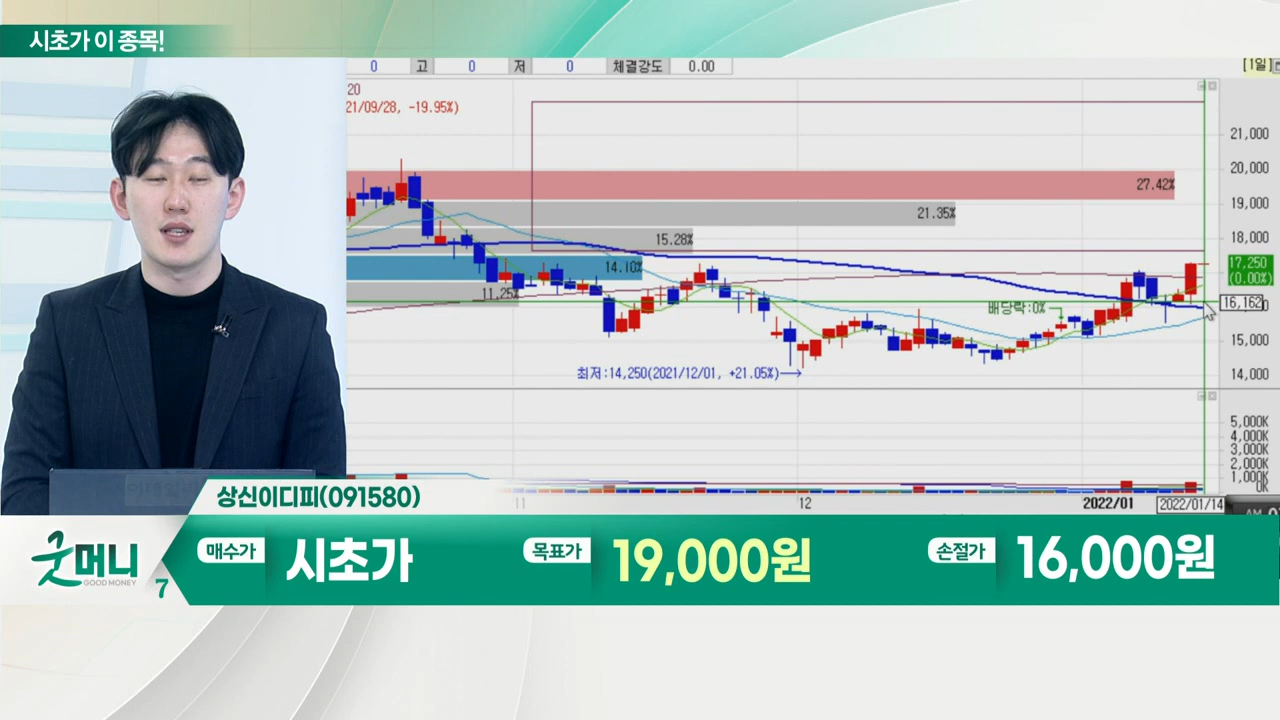 시초가 이 종목!
0 고 0 저 0 체결강도 0.00
[1일]
20
21/09/28, -19.95%)
21,000
20,000
27.42%
19,000
21.35%
18,000
15.28%
17,250
(0.00%)
14.10%
11.25%
16,162
배당락:0%
15,000
최저:14,250(2021/12/01, +21.05%)→
14,000
5,000K
4,000K
3,000K
2,000K
1,000K
0K
11
12
2022/01
2022/01/14
상신이디피(091580)
굿머니
GOOD MONEY
7
매수가 시초가
목표가 19,000원
손절가 16,000원